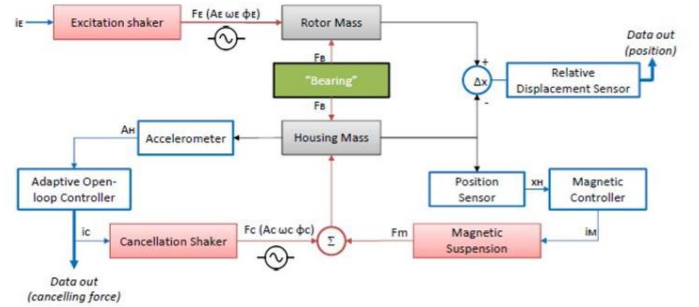 iE
Excitation shaker
FE (AE ωE ϕE)
Rotor Mass
Data out
(position)
FB
"Bearing"
FB
+
Δx
-
Relative
Displacement Sensor
AH
Accelerometer
Housing Mass
Adaptive Open-
loop Controller
Position
Sensor
xH
Magnetic
Controller
iC
Cancellation Shaker
FC (AC ωC ϕC)
Σ
Fm
Magnetic
Suspension
iM
Data out
(cancelling force)